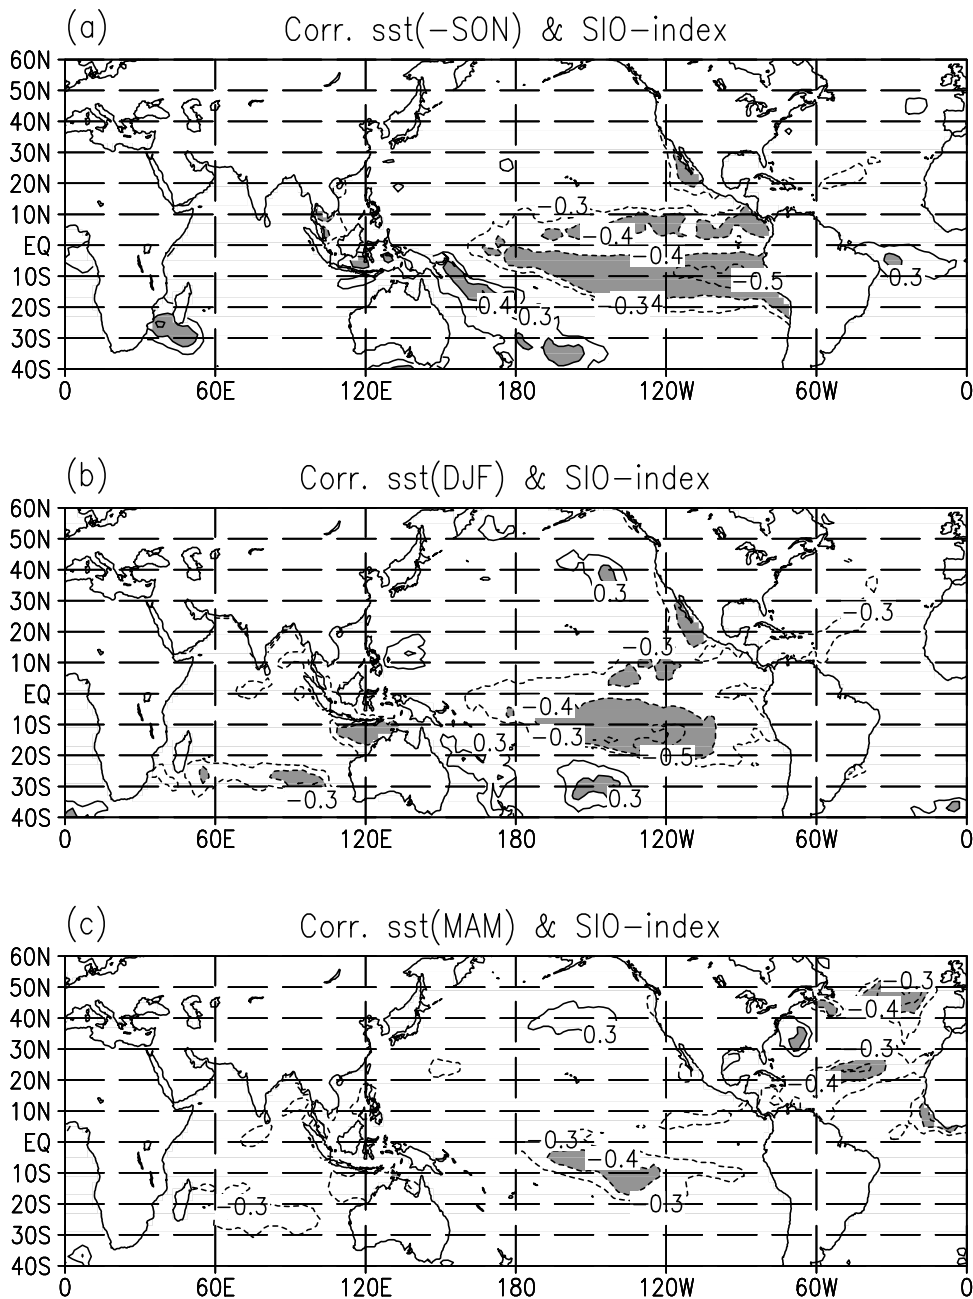 (a) Corr. sst(-SON) & SIO-index
60N
50N
40N
30N
20N
10N
EQ
10S
20S
30S
40S
-0.3
-0.4
-0.4
-0.5
-0.3
0.4
0.3
-0.34
0 60E 120E 180 120W 60W 0
(b) Corr. sst(DJF) & SIO-index
60N
50N
40N
30N
20N
10N
EQ
10S
20S
30S
40S
0.3
-0.3
-0.3
-0.4
0.3
-0.3
-0.5
-0.3
0.3
0 60E 120E 180 120W 60W 0
(c) Corr. sst(MAM) & SIO-index
60N
50N
40N
30N
20N
10N
EQ
10S
20S
30S
40S
-0.3
-0.4
0.3
-0.3
-0.4
-0.3
-0.4
-0.3
-0.3
0 60E 120E 180 120W 60W 0